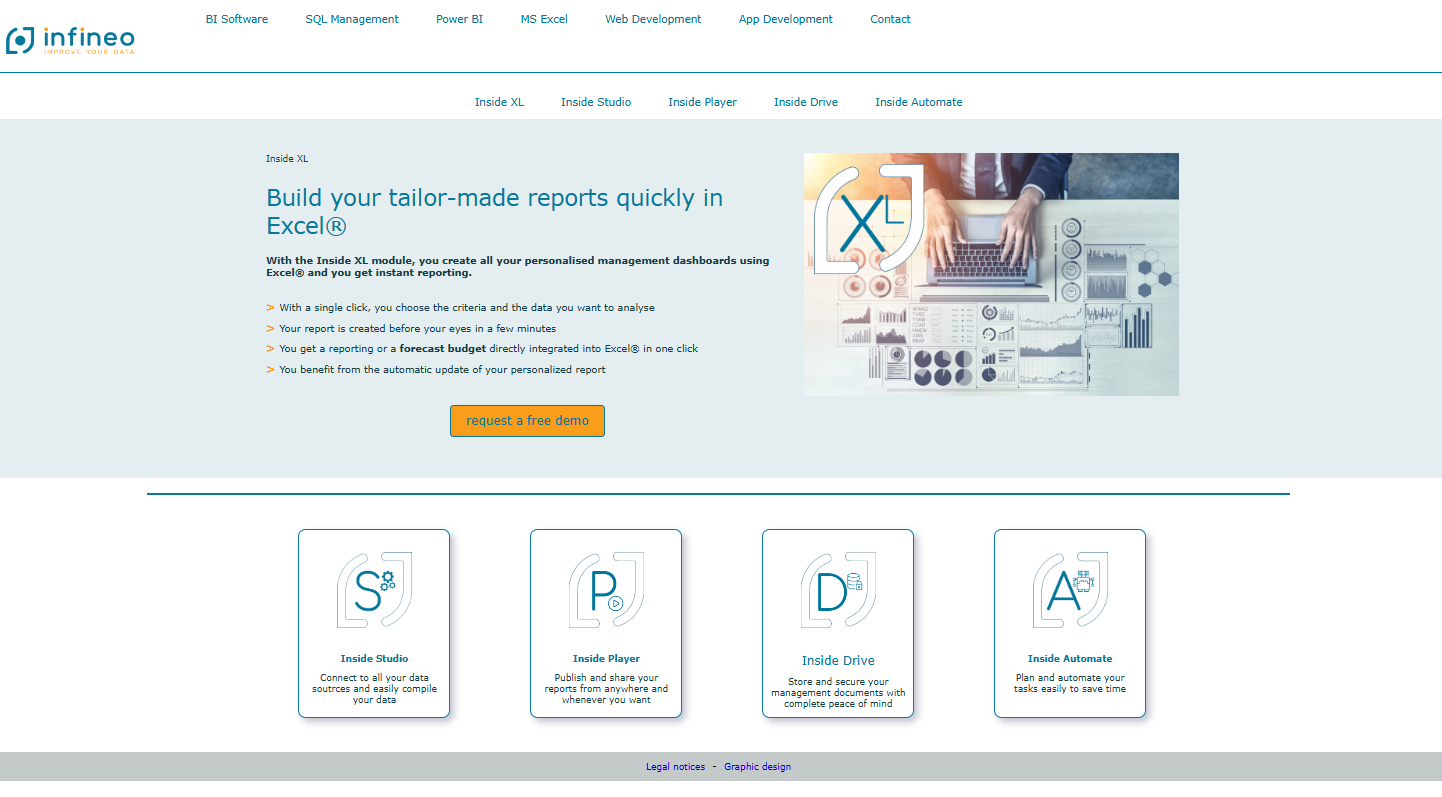 BI Software SQL Management Power BI MS Excel Web Development App Development Contact
infineo
IMPROVE YOUR DATA
Inside XL Inside Studio Inside Player Inside Drive Inside Automate
Inside XL
Build your tailor-made reports quickly in
Excel®
With the Inside XL module, you create all your personalised management dashboards using
Excel® and you get instant reporting.
> With a single click, you choose the criteria and the data you want to analyse
> Your report is created before your eyes in a few minutes
> You get a reporting or a forecast budget directly integrated into Excel® in one click
> You benefit from the automatic update of your personalized report
request a free demo
XL
S
Inside Studio
Connect to all your data
soutrces and easily compile
your data
P
Inside Player
Publish and share your
reports from anywhere and
whenever you want
D
Inside Drive
Store and secure your
management documents with
complete peace of mind
A
Inside Automate
Plan and automate your
tasks easily to save time
Legal notices - Graphic design